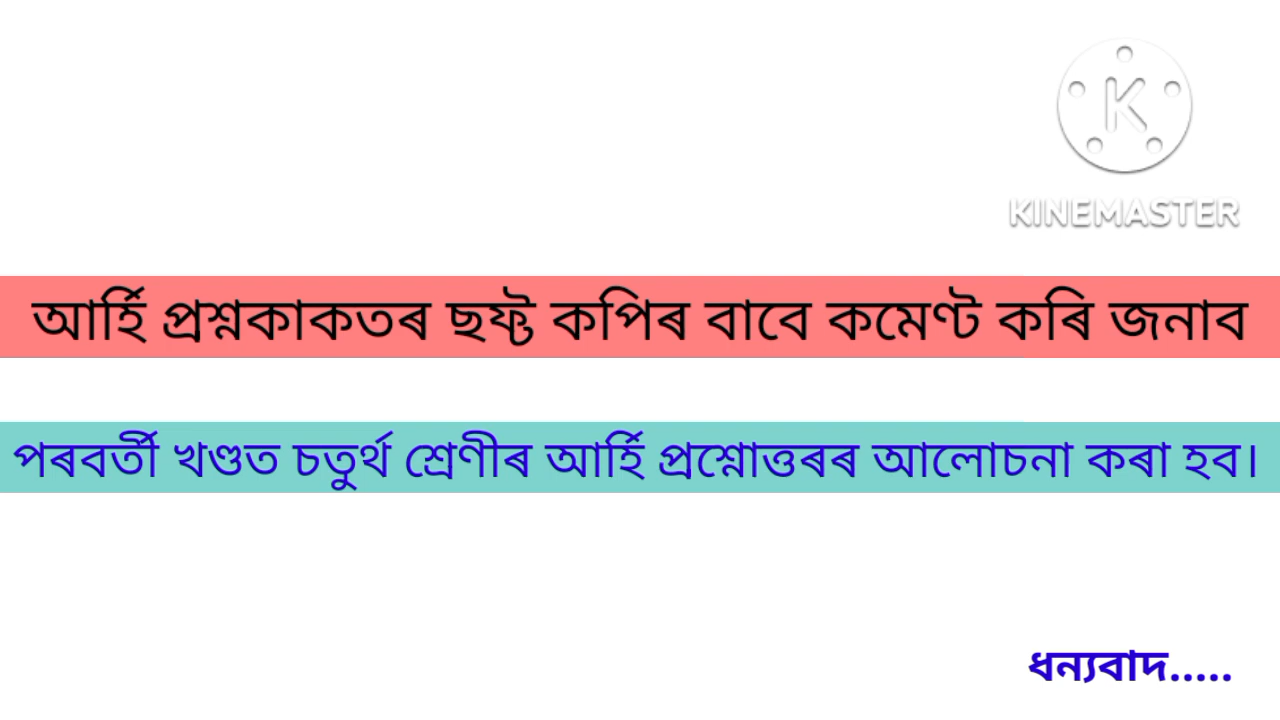 KINEMASTER
আৰ্হি প্ৰশ্নকাকতৰ ছফ্ট কপিৰ বাবে কমেণ্ট কৰি জনাব
পৰবৰ্তী খণ্ডত চতুৰ্থ শ্ৰেণীৰ আৰ্হি প্ৰশ্নোত্তৰৰ আলোচনা কৰা হব।
ধন্যবাদ.....